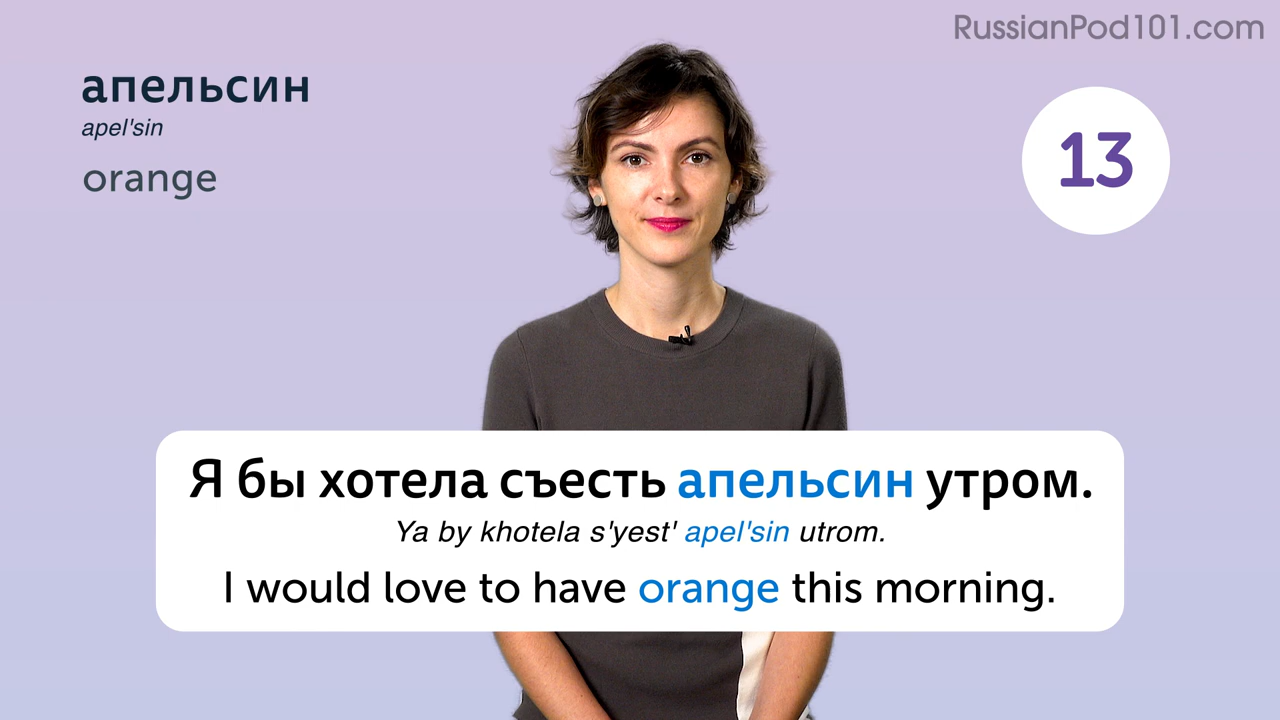 RussianPod101.com
апельсин
apel'sin
orange
13
Я бы хотела съесть апельсин утром.
Ya by khotela s'yest' apel'sin utrom.
I would love to have orange this morning.